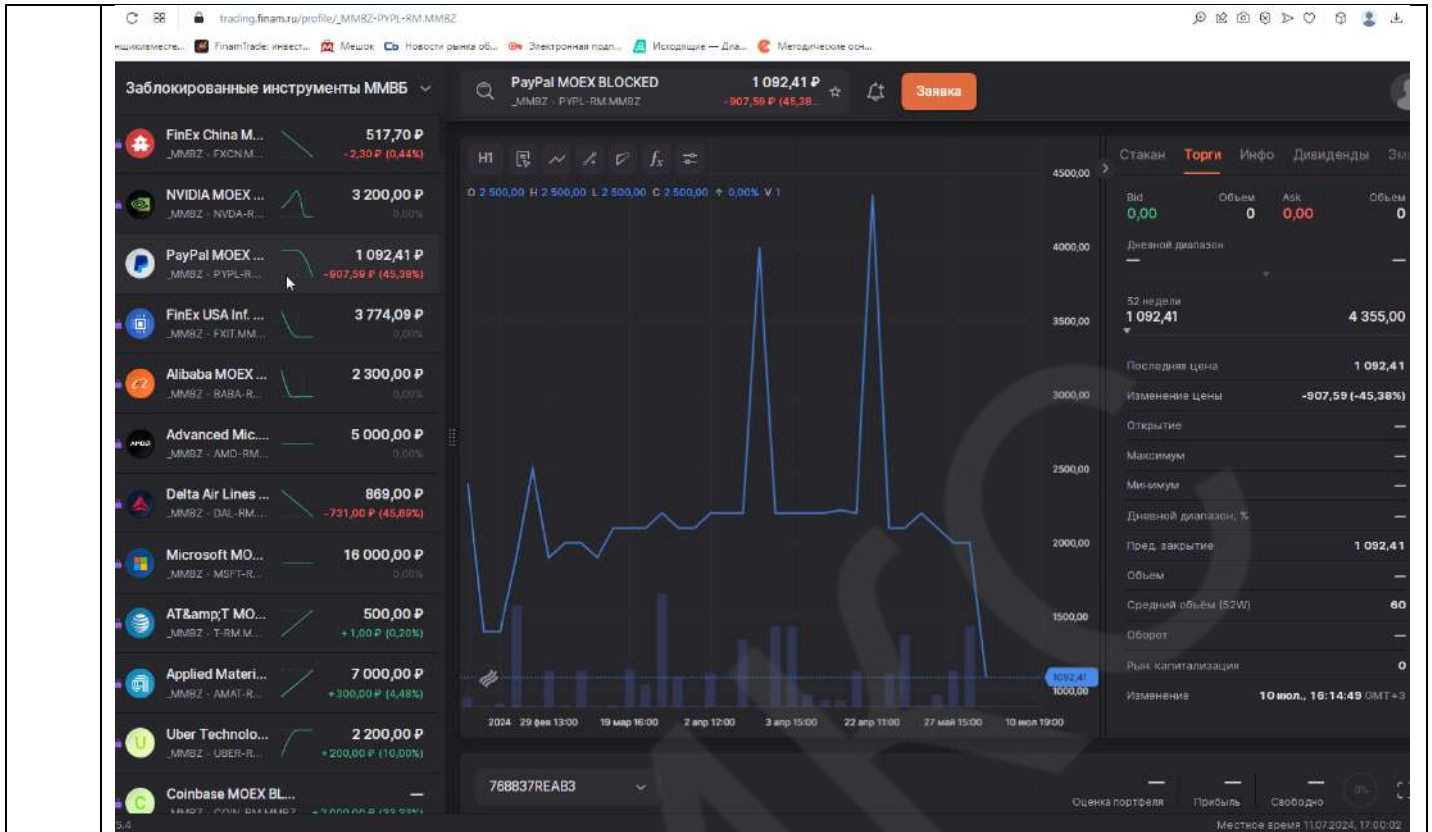 trading.finam.ru/profile/_MMBZ-PYPL-RM.MMBZ
нщикивместе... FinamTrade: инвест... Мешок Новости рынка об... Электронная подп... Исходящие — Диа... Методические осн...
Заблокированные инструменты ММВБ
PayPal MOEX BLOCKED 1 092,41 ₽
_MMBZ - PYPL-RM.MMBZ -907,59 ₽ (45,38...
Заявка
FinEx China M... 517,70 ₽
_MMBZ - FXCN.M... -2,30 ₽ (0,44%)
NVIDIA MOEX ... 3 200,00 ₽
_MMBZ - NVDA-R... 0,00%
PayPal MOEX ... 1 092,41 ₽
_MMBZ - PYPL-R... -907,59 ₽ (45,38%)
FinEx USA Inf. ... 3 774,09 ₽
_MMBZ - FXIT.MM... 0,00%
Alibaba MOEX ... 2 300,00 ₽
_MMBZ - BABA-R... 0,00%
Advanced Mic.... 5 000,00 ₽
_MMBZ - AMD-RM... 0,00%
Delta Air Lines ... 869,00 ₽
_MMBZ - DAL-RM.... -731,00 ₽ (45,69%)
Microsoft MO... 16 000,00 ₽
_MMBZ - MSFT-R... 0,00%
AT&amp;T MO... 500,00 ₽
_MMBZ - T-RM.M... +1,00 ₽ (0,20%)
Applied Materi... 7 000,00 ₽
_MMBZ - AMAT-R... +300,00 ₽ (4,48%)
Uber Technolo... 2 200,00 ₽
_MMBZ - UBER-R... +200,00 ₽ (10,00%)
Coinbase MOEX BL... —
H1
O 2 500,00 H 2 500,00 L 2 500,00 C 2 500,00 ↑ 0,00% V 1
4500,00
4000,00
3500,00
3000,00
2500,00
2000,00
1500,00
1092,41
1000,00
2024 29 фев 13:00 19 мар 16:00 2 апр 12:00 3 апр 15:00 22 апр 11:00 27 май 15:00 10 июл 19:00
Стакан Торги Инфо Дивиденды Эм
Bid Объем Ask Объем
0,00 0 0,00 0
Дневной диапазон
— —
52 недели
1 092,41 4 355,00
Последняя цена 1 092,41
Изменение цены -907,59 (-45,38%)
Открытие —
Максимум —
Минимум —
Дневной диапазон, % —
Пред. закрытие 1 092,41
Объем —
Средний объём (52W) 60
Оборот —
Рын. капитализация 0
Изменение 10 июл., 16:14:49 GMT+3
768837REAB3
— — — 0%
Оценка портфеля Прибыль Свободно
5.4 Местное время 11.07.2024, 17:00:02